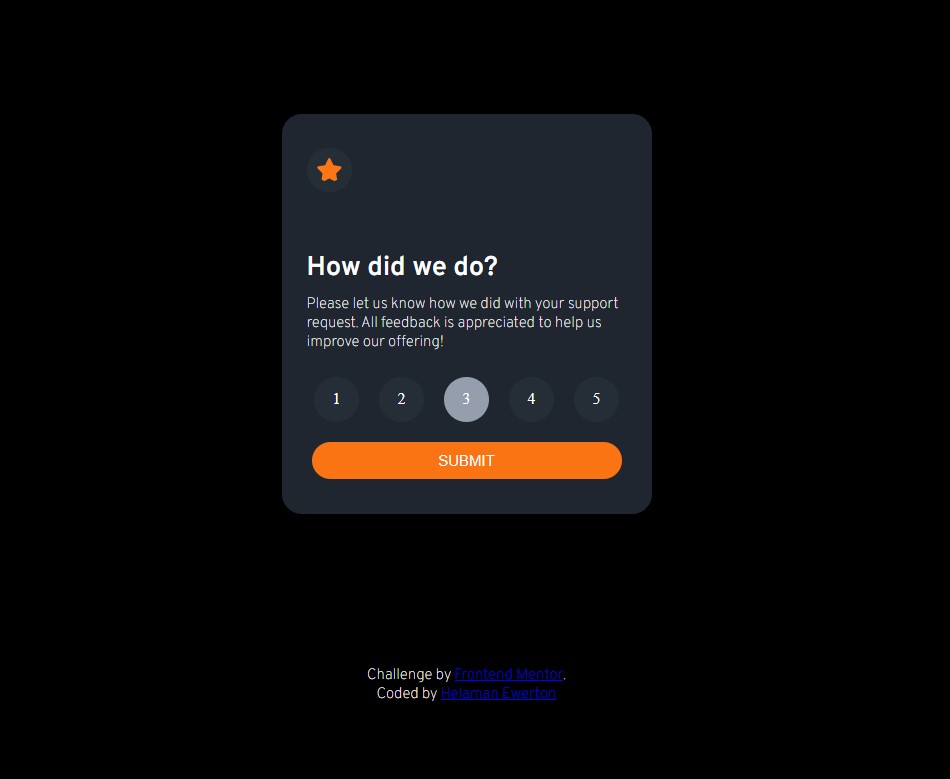 How did we do?
Please let us know how we did with your support
request. All feedback is appreciated to help us
improve our offering!
1 2 3 4 5
SUBMIT
Challenge by Frontend Mentor.
Coded by Helaman Ewerton